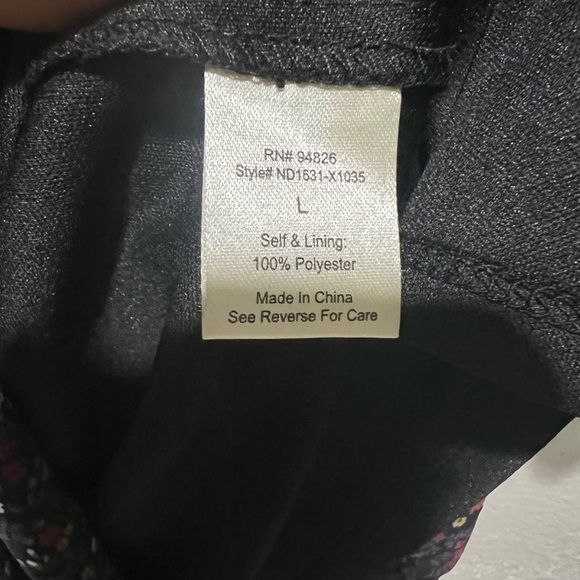 RN# 94826
Style# ND1631-X1035
L
Self & Lining:
100% Polyester
Made In China
See Reverse For Care